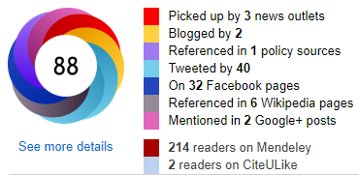 88
See more details
Picked up by 3 news outlets
Blogged by 2
Referenced in 1 policy sources
Tweeted by 40
On 32 Facebook pages
Referenced in 6 Wikipedia pages
Mentioned in 2 Google+ posts
214 readers on Mendeley
2 readers on CiteULike